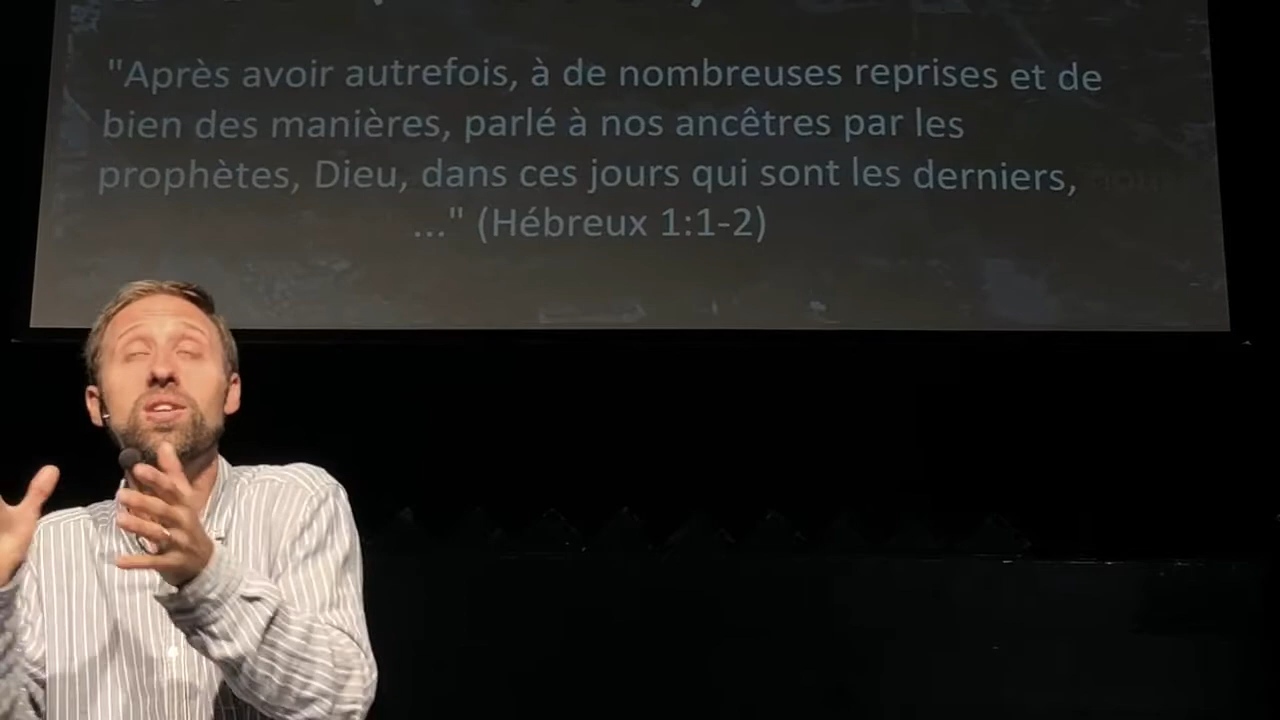 "Après avoir autrefois, à de nombreuses reprises et de
bien des manières, parlé à nos ancêtres par les
prophètes, Dieu, dans ces jours qui sont les derniers,
..." (Hébreux 1:1-2)